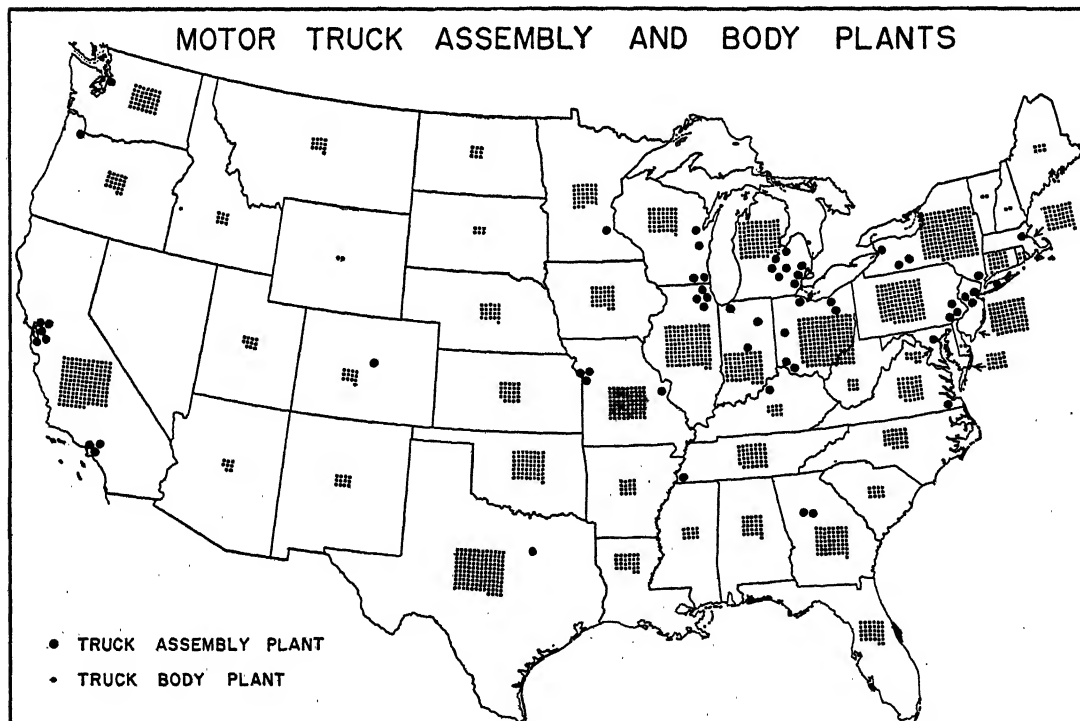 MOTOR TRUCK ASSEMBLY AND BODY PLANTS
TRUCK ASSEMBLY PLANT
TRUCK BODY PLANT